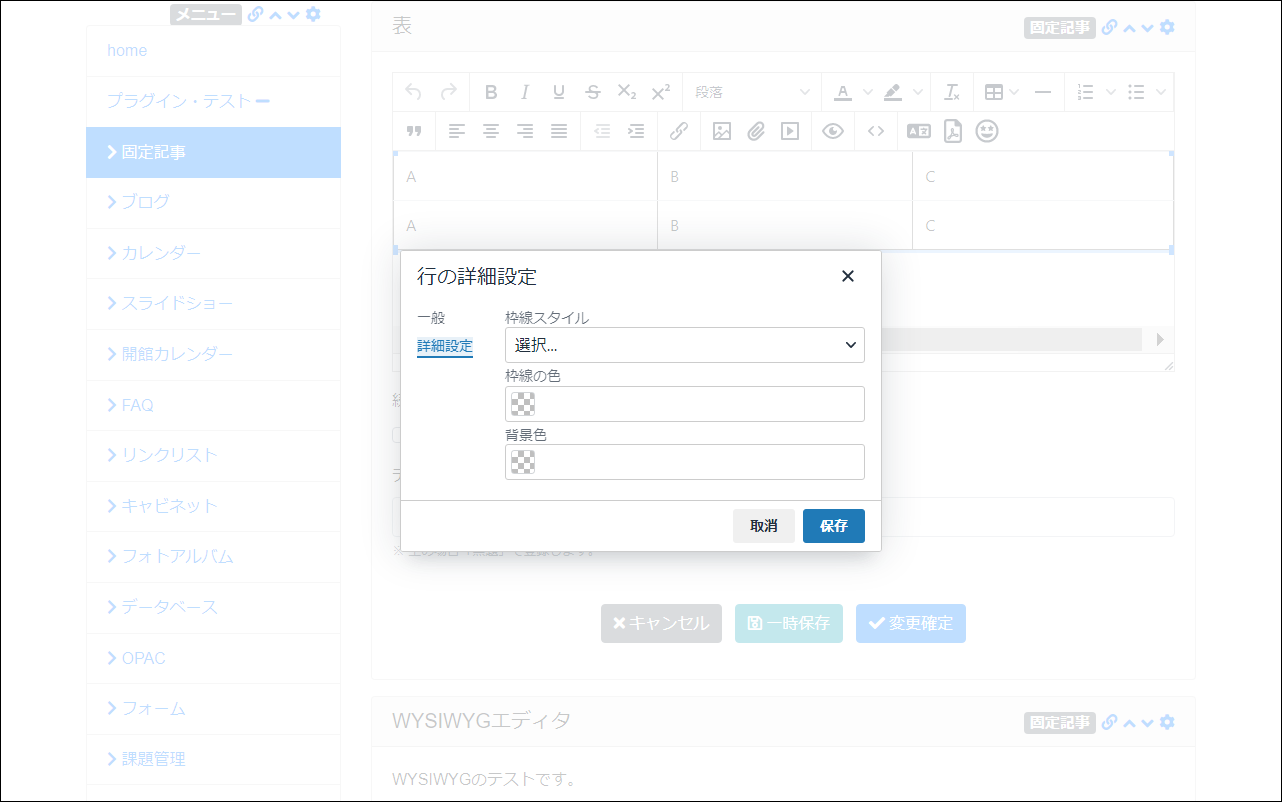 メニュー
home
プラグイン・テスト
固定記事
ブログ
カレンダー
スライドショー
開館カレンダー
FAQ
リンクリスト
キャビネット
フォトアルバム
データベース
OPAC
フォーム
課題管理
表
固定記事
段落
A B C
A B C
行の詳細設定
一般
詳細設定
枠線スタイル
選択...
枠線の色
背景色
取消 保存
キャンセル 一時保存 変更確定
WYSIWYGエディタ
固定記事
WYSIWYGのテストです。